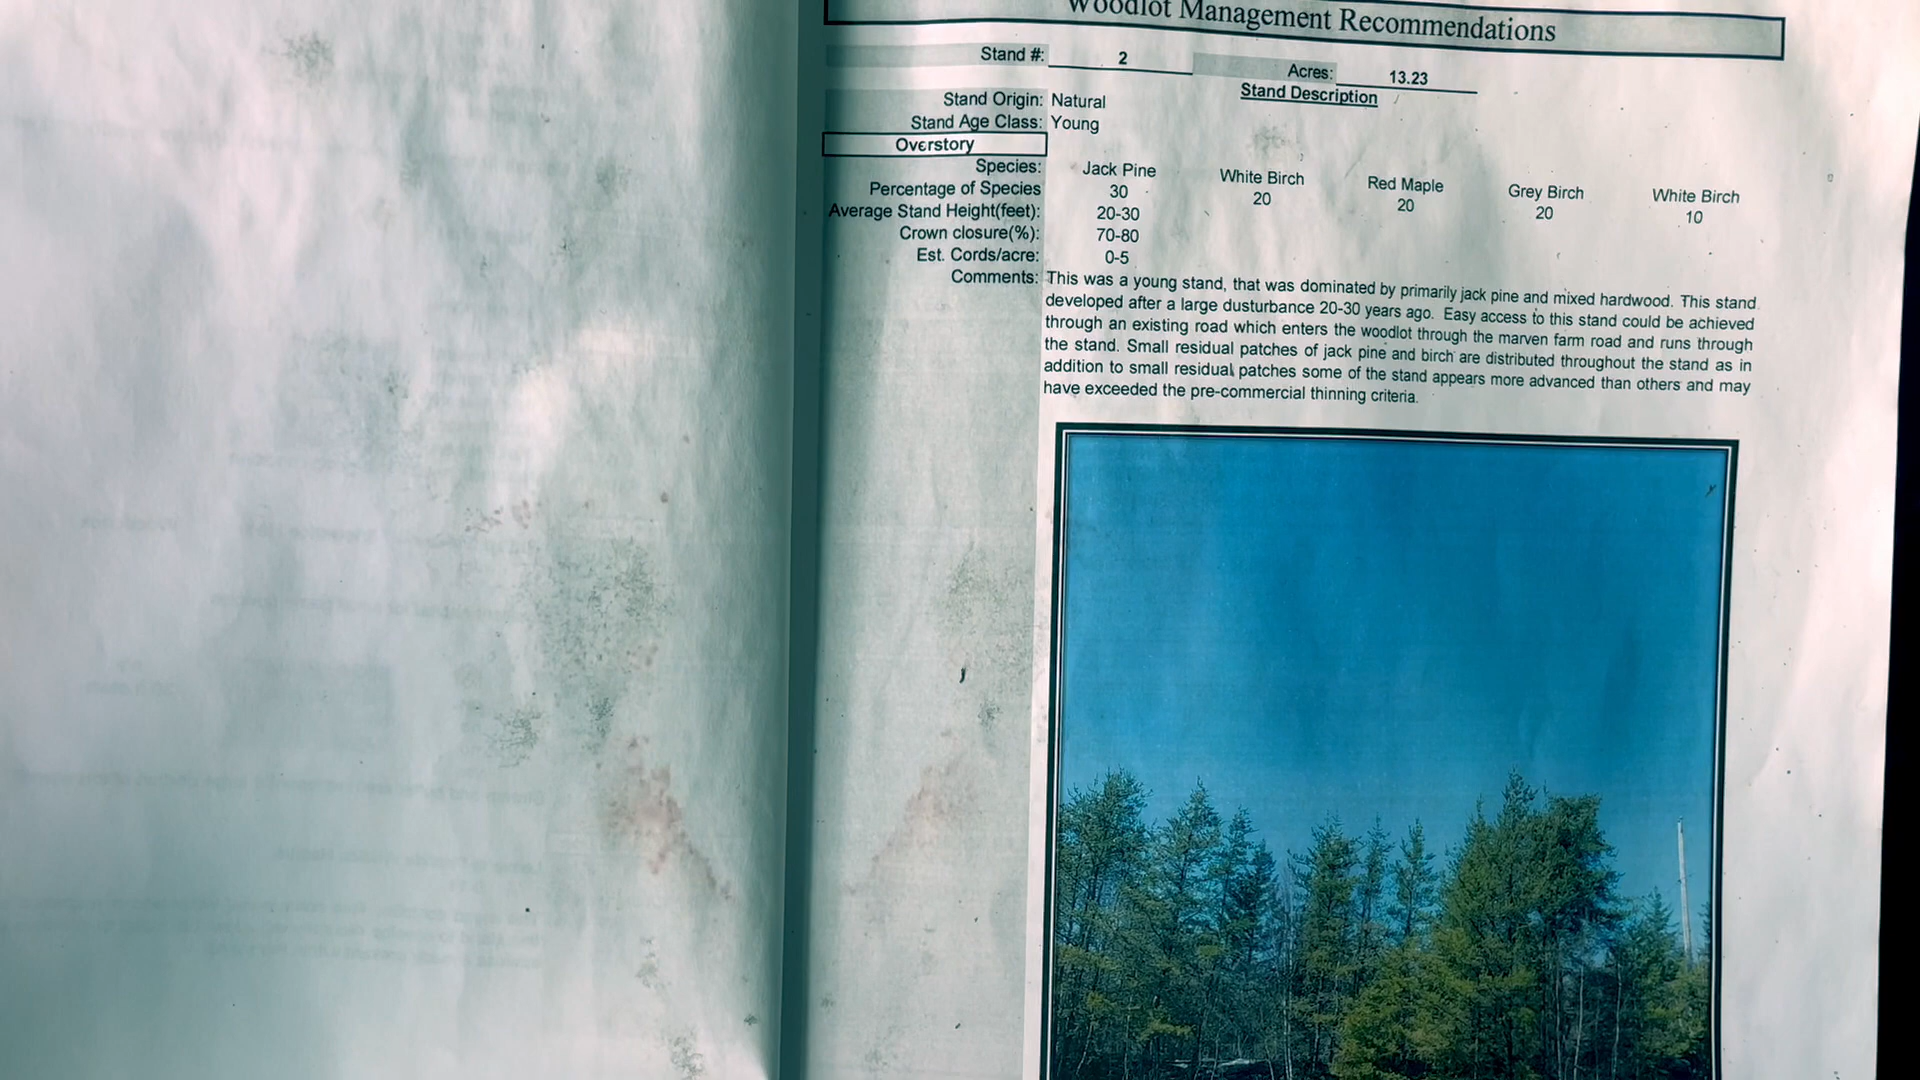 Woodlot Management Recommendations
Stand #: 2 Acres: 13.23
Stand Description
Stand Origin: Natural
Stand Age Class: Young
Overstory
Species: Jack Pine White Birch Red Maple Grey Birch White Birch
Percentage of Species 30 20 20 20 10
Average Stand Height(feet): 20-30
Crown closure(%): 70-80
Est. Cords/acre: 0-5
Comments: This was a young stand, that was dominated by primarily jack pine and mixed hardwood. This stand
developed after a large dusturbance 20-30 years ago. Easy access to this stand could be achieved
through an existing road which enters the woodlot through the marven farm road and runs through
the stand. Small residual patches of jack pine and birch are distributed throughout the stand as in
addition to small residual patches some of the stand appears more advanced than others and may
have exceeded the pre-commercial thinning criteria.